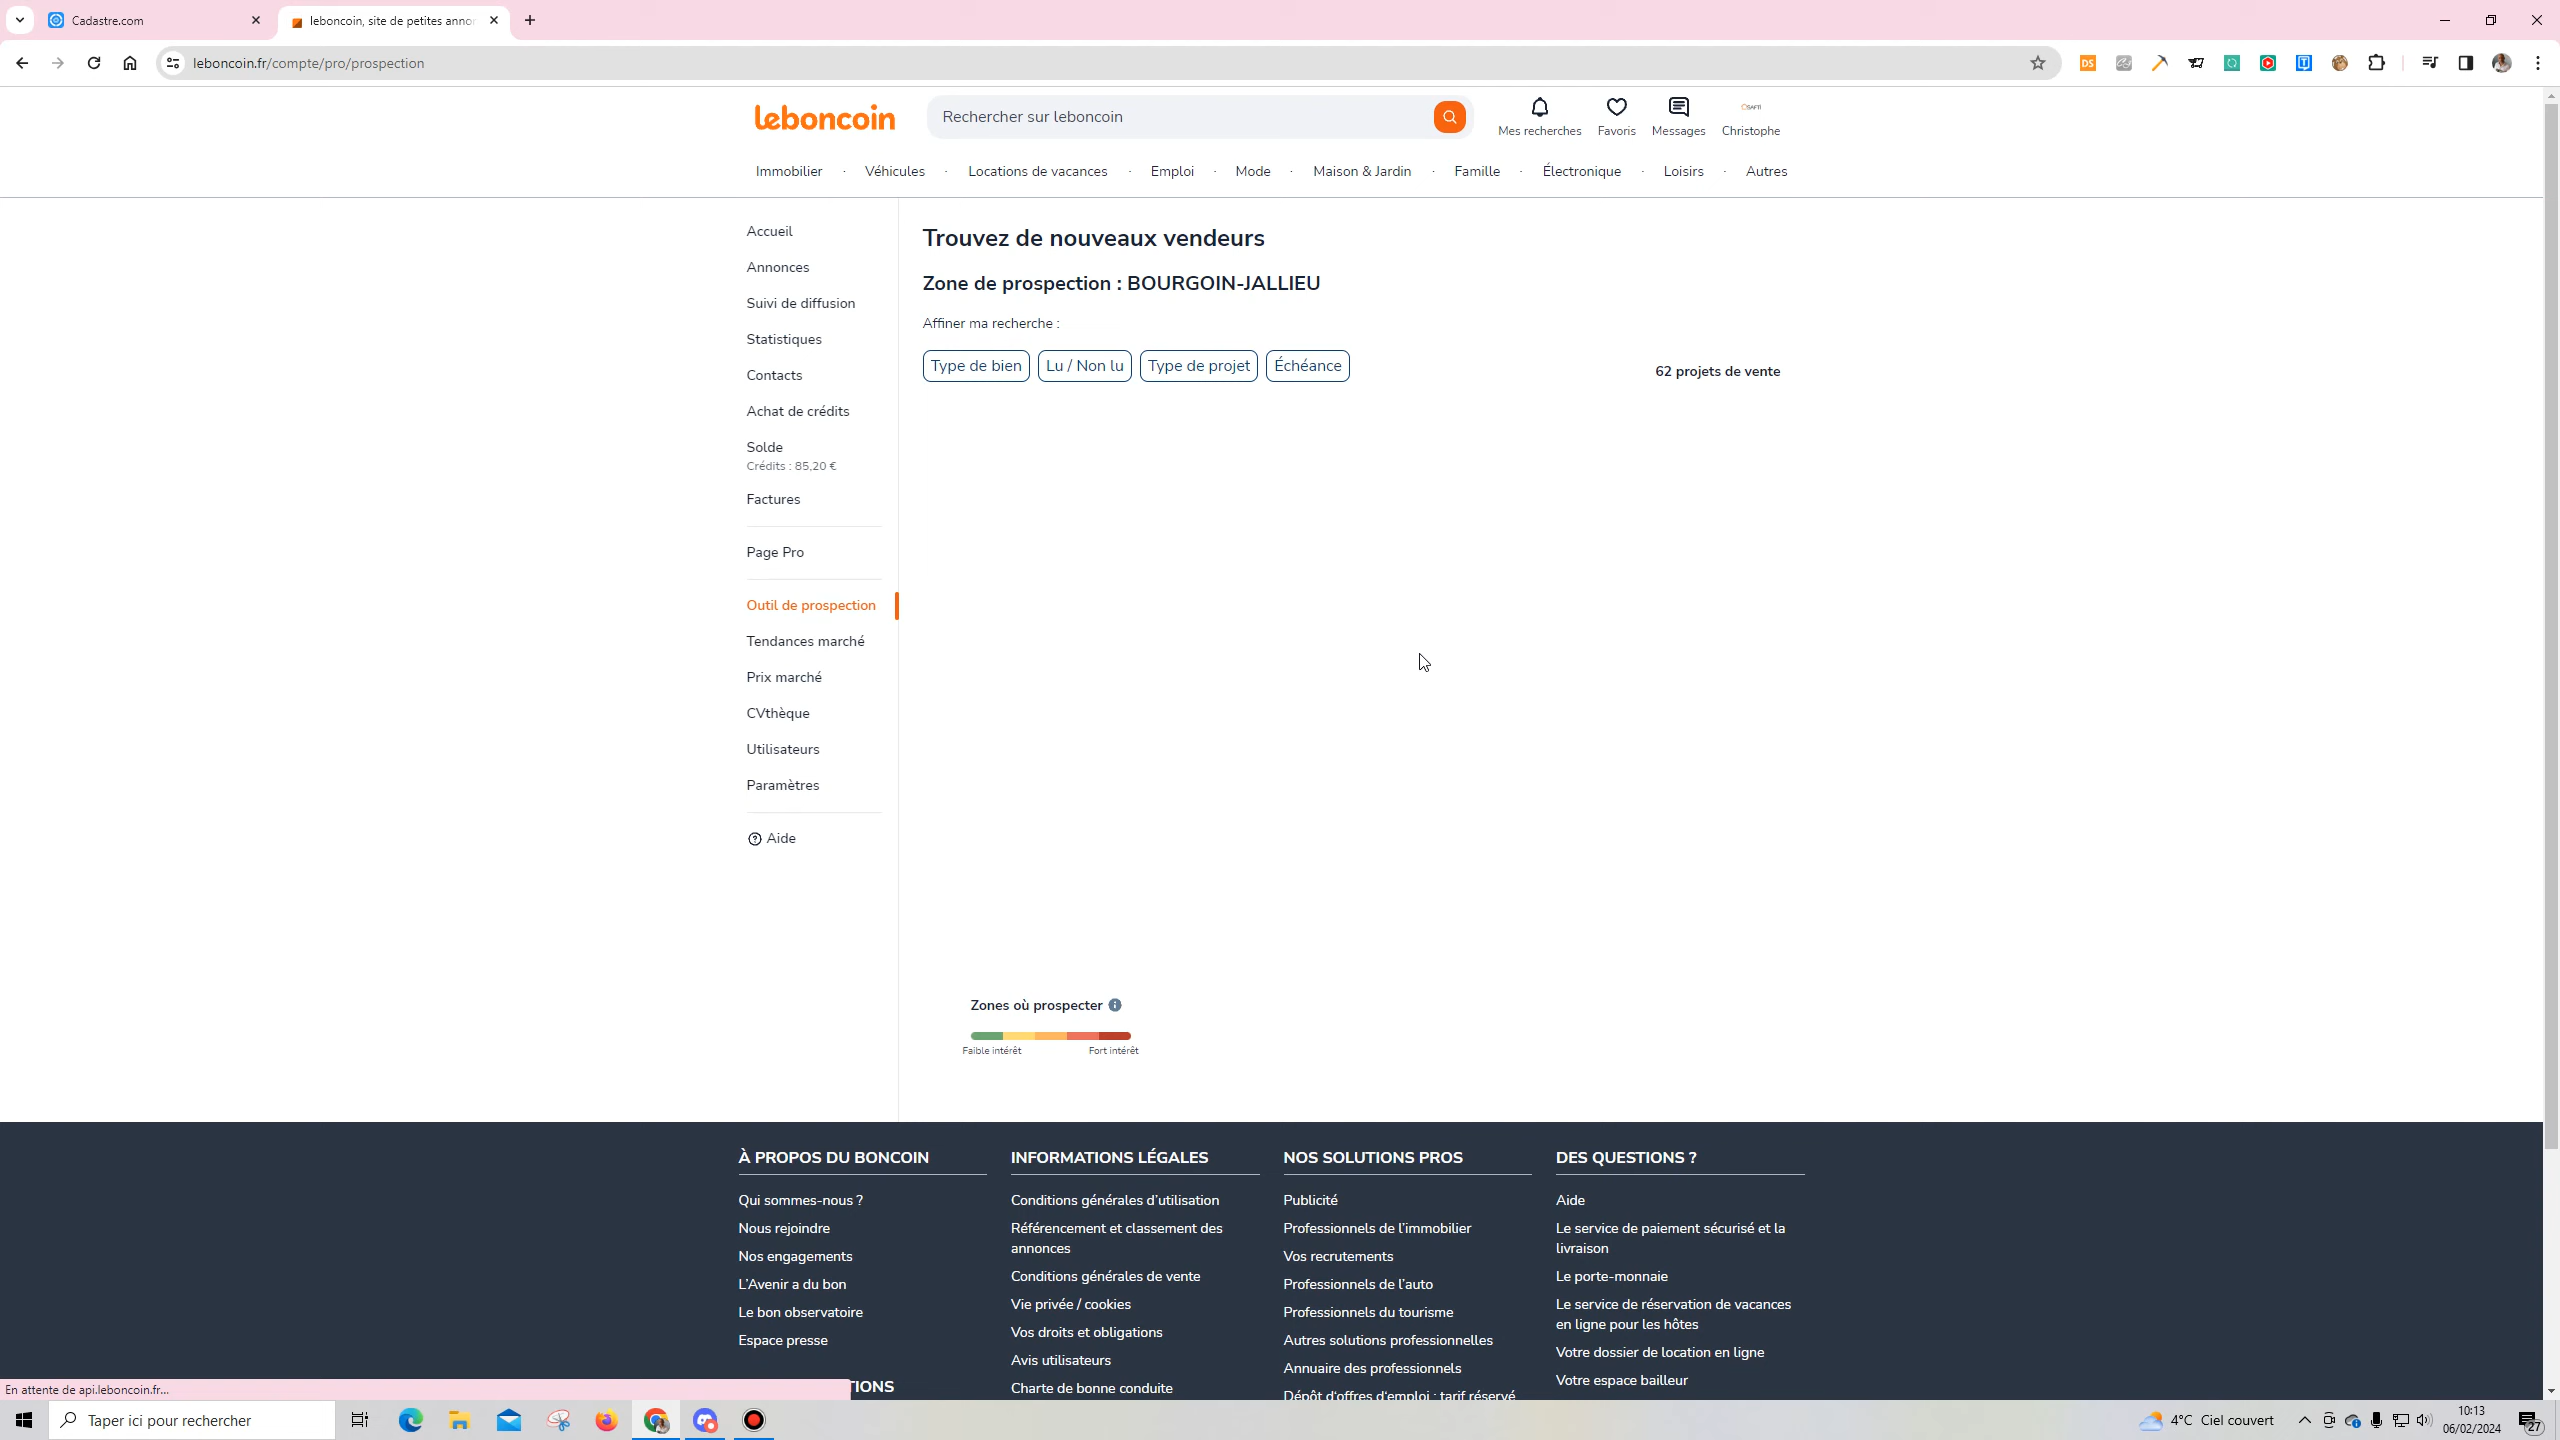 Cadastre.com
leboncoin, site de petites annon
leboncoin.fr/compte/pro/prospection
leboncoin
Rechercher sur leboncoin
Mes recherches
Favoris
Messages
SAFTI
Christophe
Immobilier · Véhicules · Locations de vacances · Emploi · Mode · Maison & Jardin · Famille · Électronique · Loisirs · Autres
Accueil
Annonces
Suivi de diffusion
Statistiques
Contacts
Achat de crédits
Solde
Crédits : 85,20 €
Factures
Page Pro
Outil de prospection
Tendances marché
Prix marché
CVthèque
Utilisateurs
Paramètres
Aide
Trouvez de nouveaux vendeurs
Zone de prospection : BOURGOIN-JALLIEU
Affiner ma recherche :
Type de bien
Lu / Non lu
Type de projet
Échéance
62 projets de vente
Zones où prospecter
Faible intérêt
Fort intérêt
À PROPOS DU BONCOIN
Qui sommes-nous ?
Nous rejoindre
Nos engagements
L'Avenir a du bon
Le bon observatoire
Espace presse
TIONS
INFORMATIONS LÉGALES
Conditions générales d'utilisation
Référencement et classement des
annonces
Conditions générales de vente
Vie privée / cookies
Vos droits et obligations
Avis utilisateurs
Charte de bonne conduite
NOS SOLUTIONS PROS
Publicité
Professionnels de l'immobilier
Vos recrutements
Professionnels de l'auto
Professionnels du tourisme
Autres solutions professionnelles
Annuaire des professionnels
Dépôt d'offres d'emploi : tarif réservé
DES QUESTIONS ?
Aide
Le service de paiement sécurisé et la
livraison
Le porte-monnaie
Le service de réservation de vacances
en ligne pour les hôtes
Votre dossier de location en ligne
Votre espace bailleur
En attente de api.leboncoin.fr...
Taper ici pour rechercher
4°C Ciel couvert
10:13
06/02/2024
27